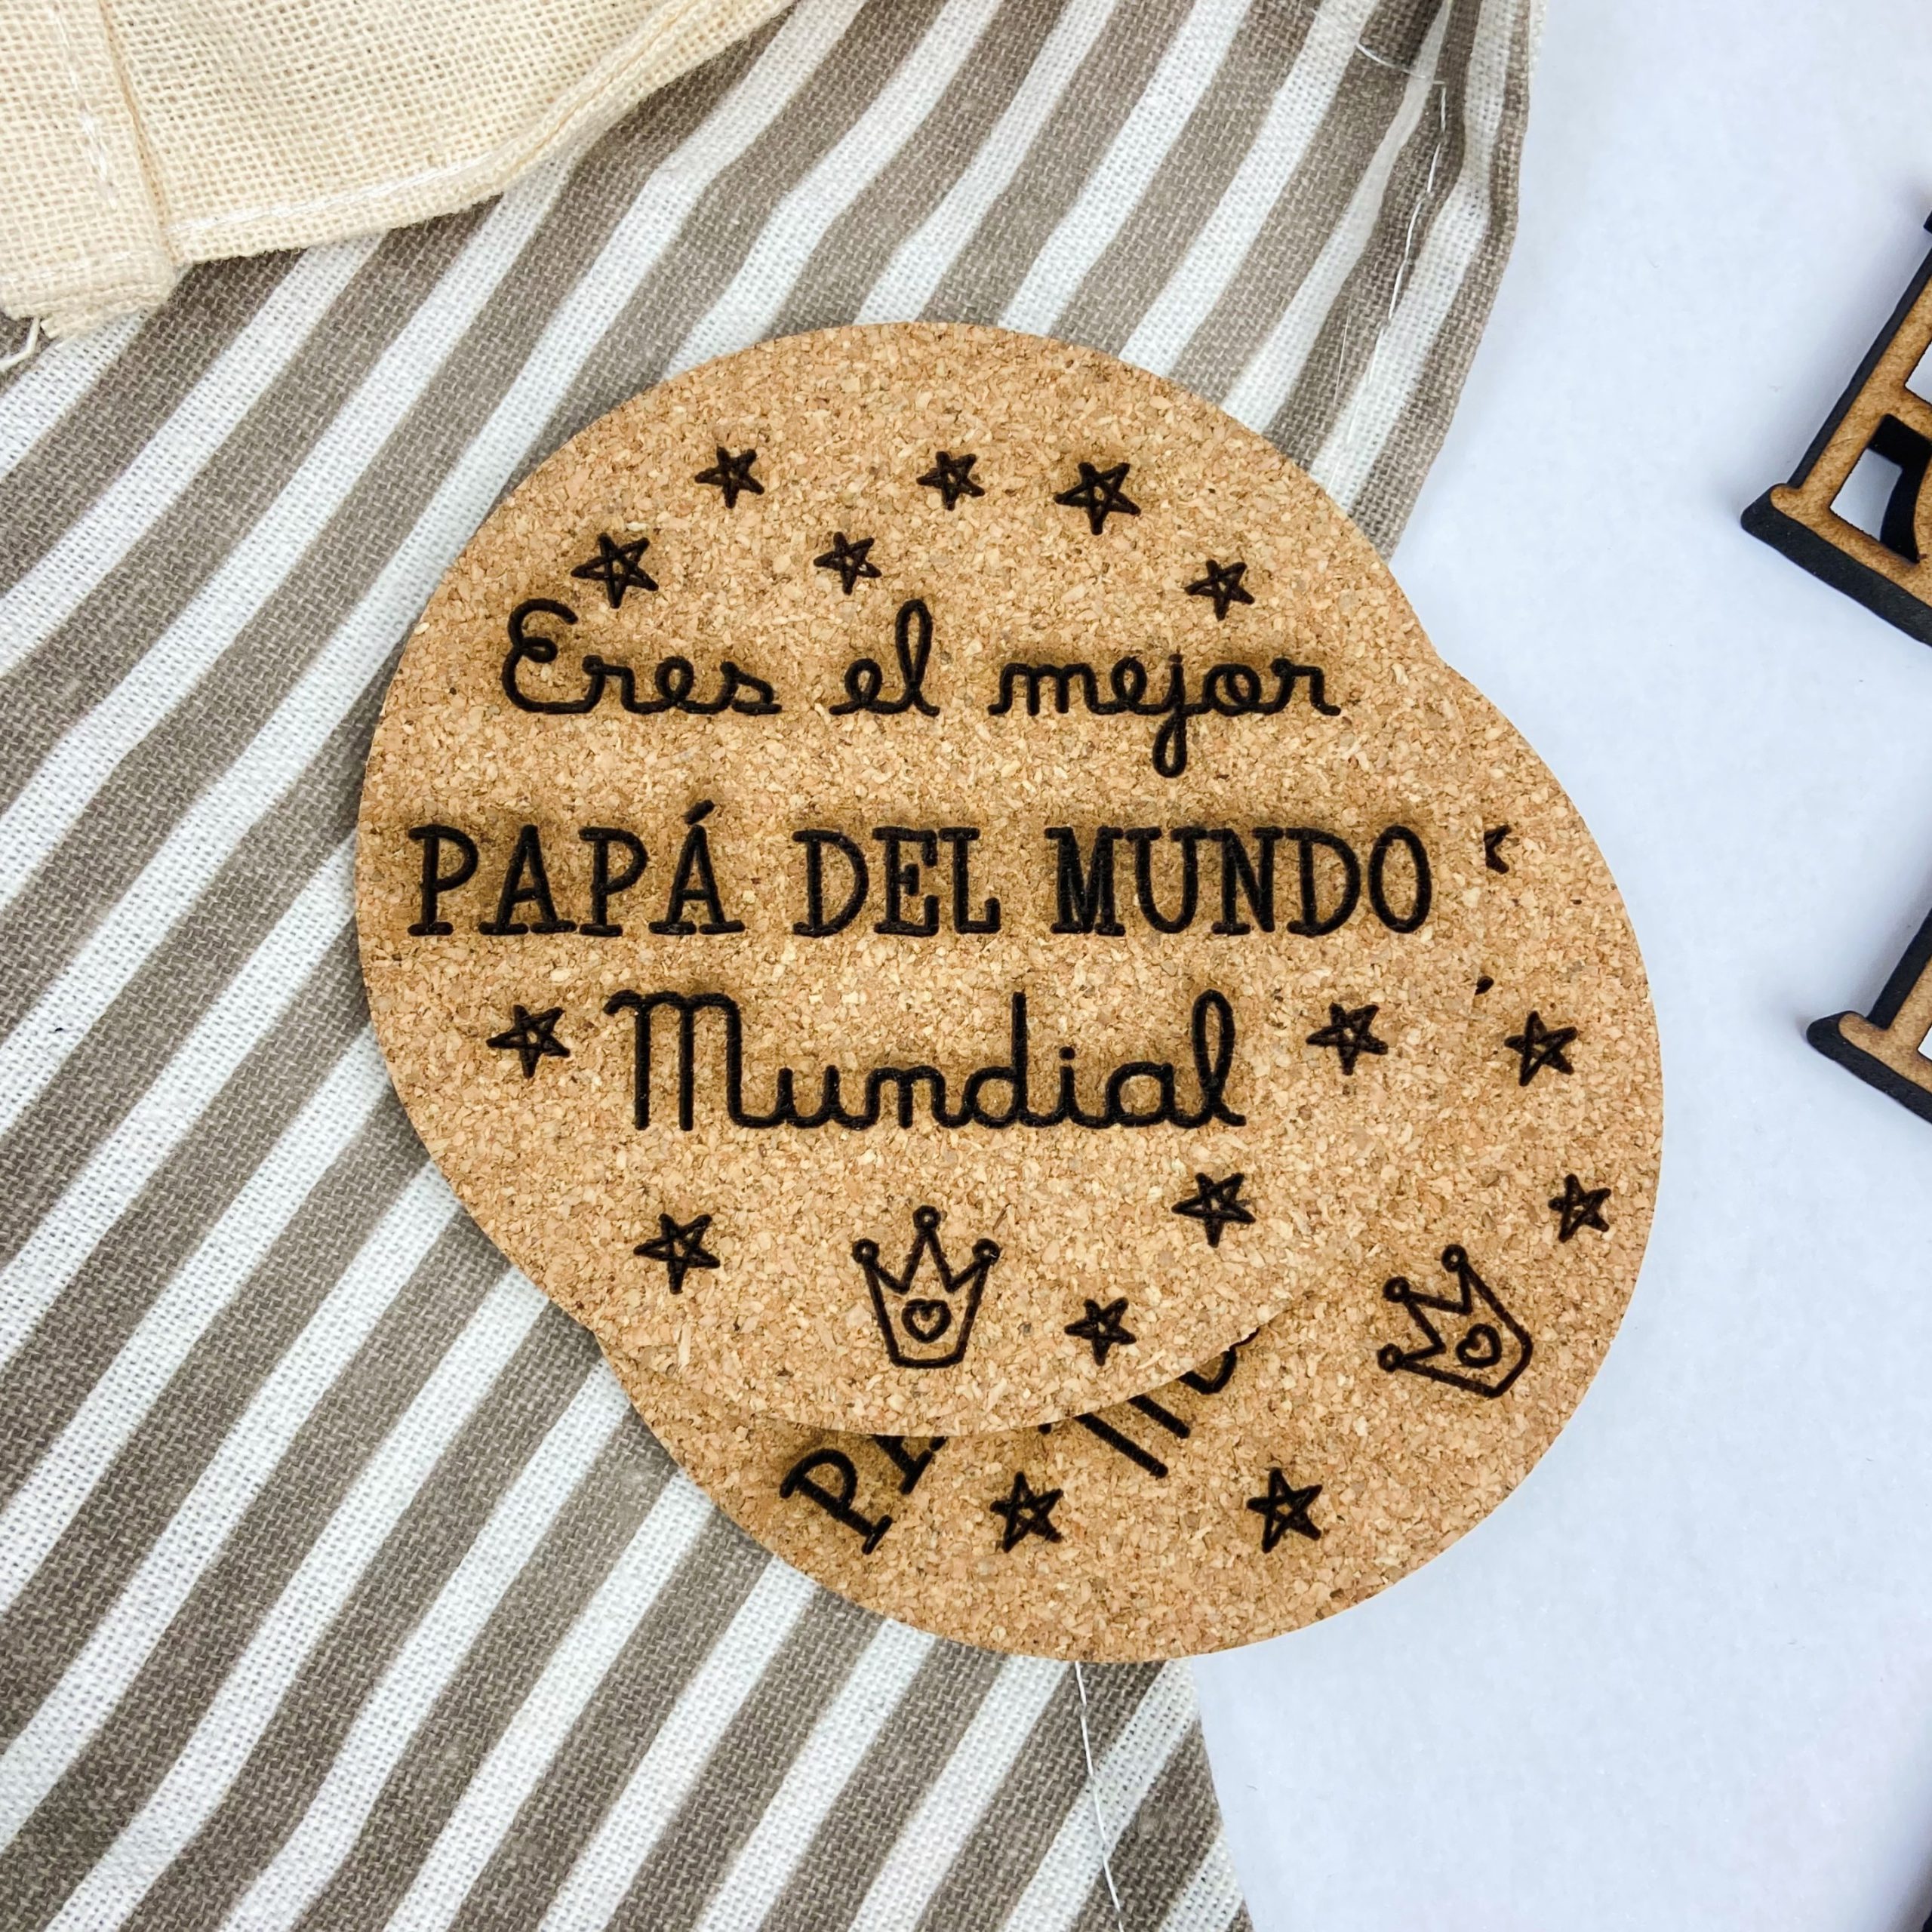 Eres el mejor
PAPÁ DEL MUNDO
Mundial